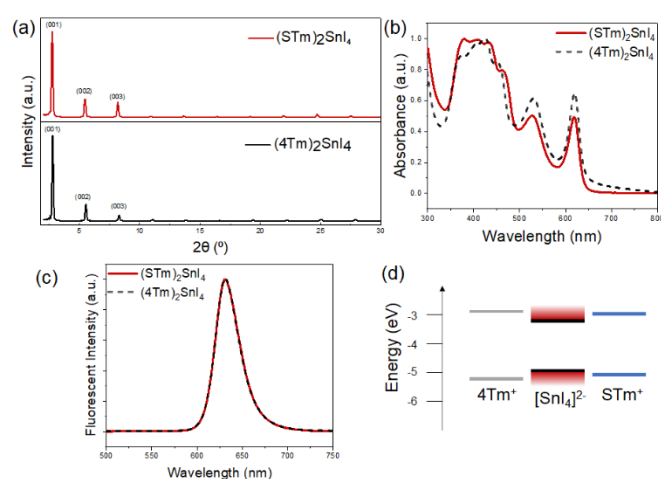 (a)
(001)
(002)
(003)
(STm)₂SnI₄
(001)
(002)
(003)
(4Tm)₂SnI₄
Intensity (a.u.)
5
10
15
20
25
30
2θ (º)
(b)
(STm)₂SnI₄
(4Tm)₂SnI₄
1.0
0.8
0.6
0.4
0.2
0.0
Absorbance (a.u.)
300
400
500
600
700
800
Wavelength (nm)
(c)
(STm)₂SnI₄
(4Tm)₂SnI₄
Fluorescent Intensity (a.u.)
500
550
600
650
700
750
Wavelength (nm)
(d)
Energy (eV)
-3
-4
-5
-6
4Tm⁺
[SnI₄]²⁻
STm⁺